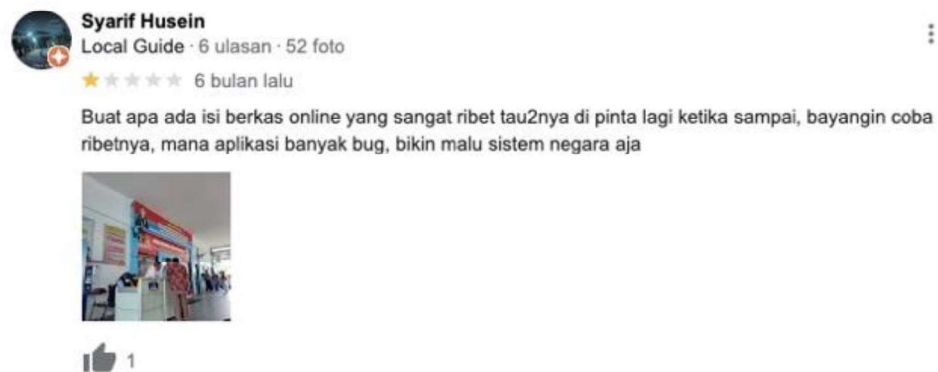 Syarif Husein
Local Guide · 6 ulasan · 52 foto
6 bulan lalu
Buat apa ada isi berkas online yang sangat ribet tau2nya di pinta lagi ketika sampai, bayangin coba
ribetnya, mana aplikasi banyak bug, bikin malu sistem negara aja
1